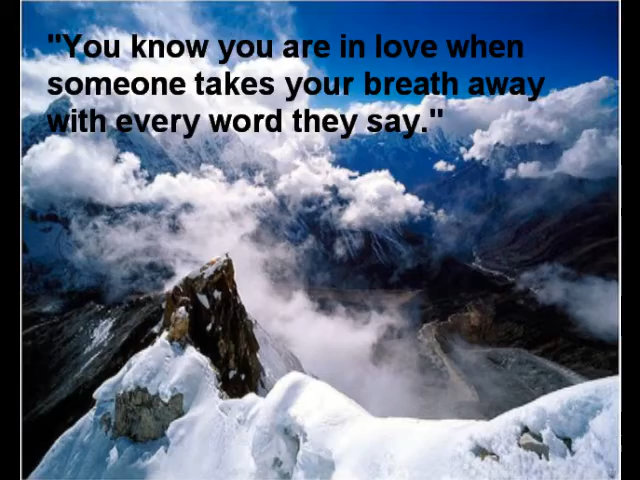 "You know you are in love when
someone takes your breath away
with every word they say."